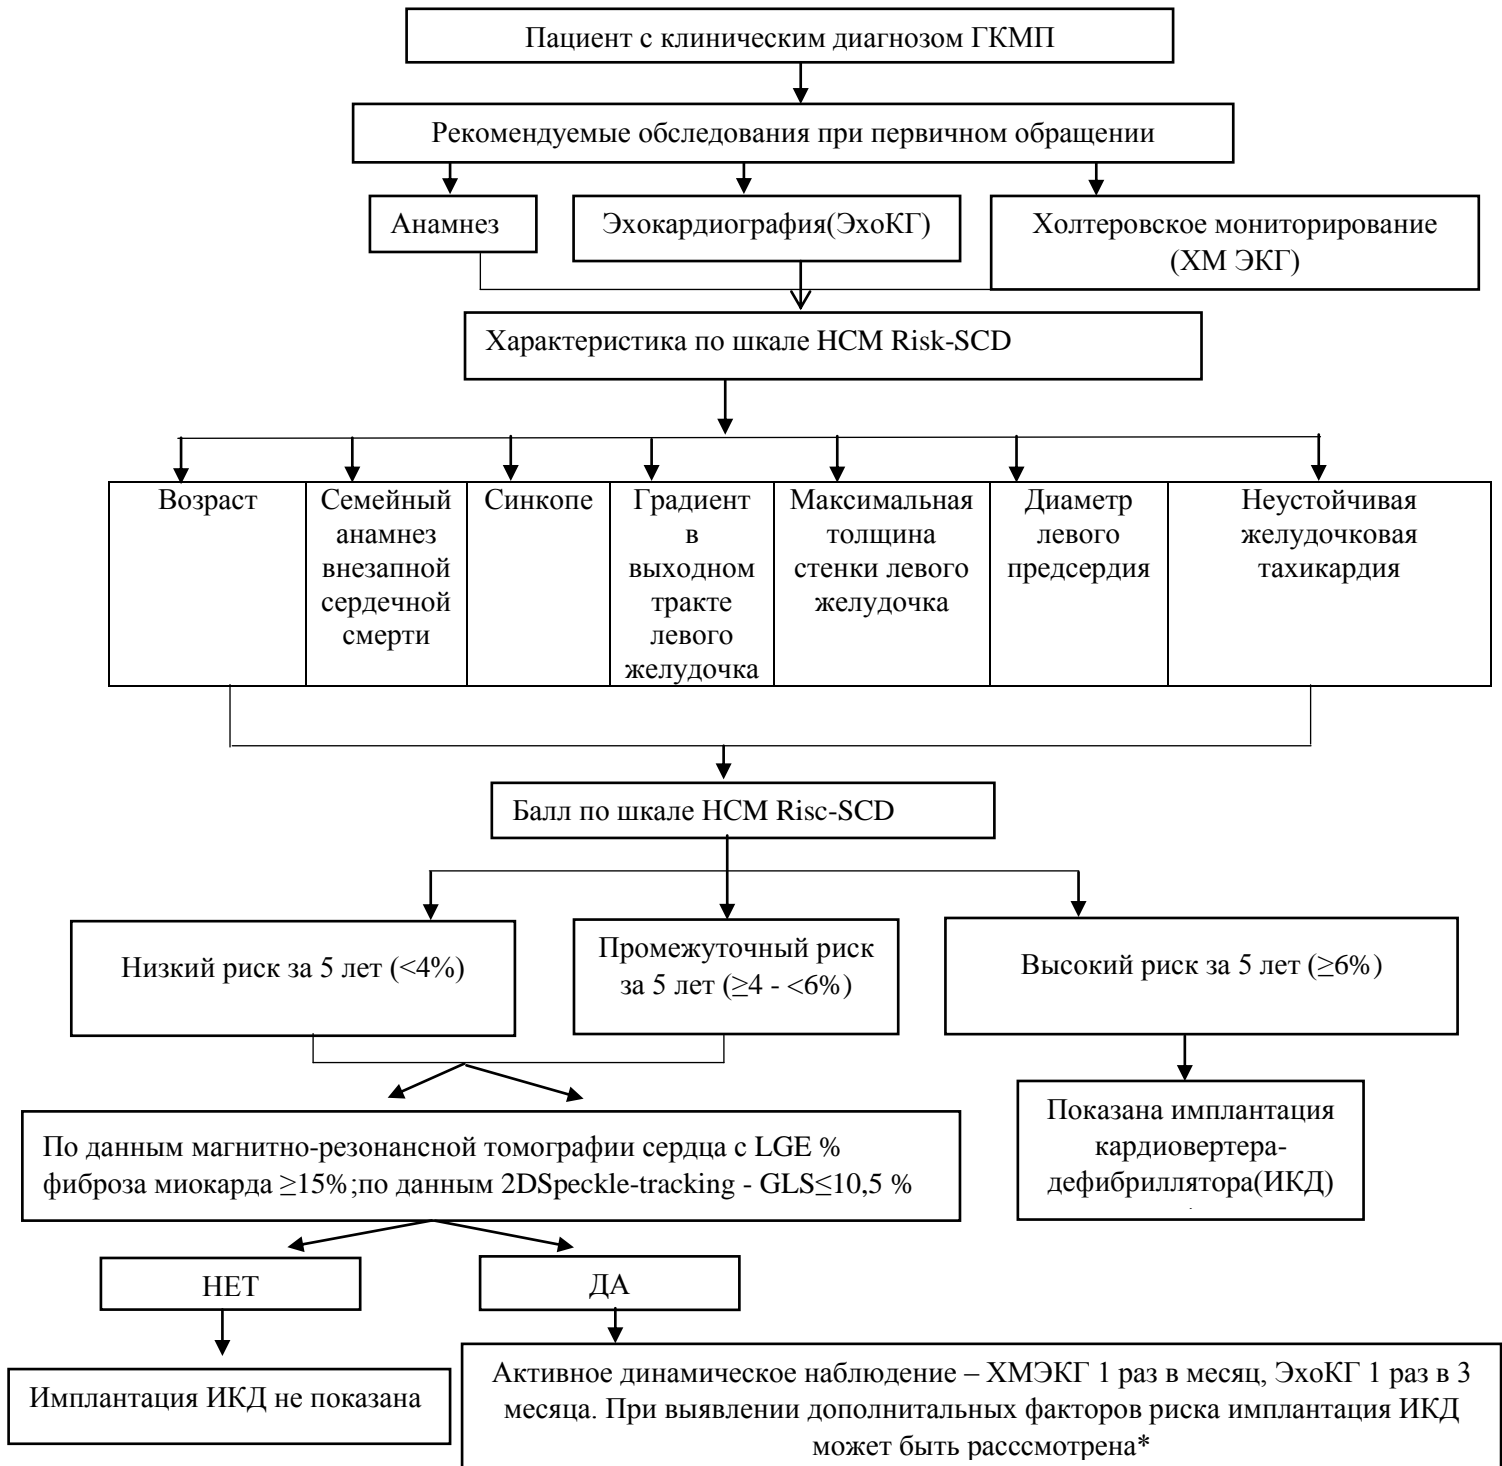 Пациент с клиническим диагнозом ГКМП
Рекомендуемые обследования при первичном обращении
Анамнез
Эхокардиография(ЭхоКГ)
Холтеровское мониторирование
(ХМ ЭКГ)
Характеристика по шкале HCM Risk-SCD
Возраст
Семейный
анамнез
внезапной
сердечной
смерти
Синкопе
Градиент
в
выходном
тракте
левого
желудочка
Максимальная
толщина
стенки левого
желудочка
Диаметр
левого
предсердия
Неустойчивая
желудочковая
тахикардия
Балл по шкале HCM Risc-SCD
Низкий риск за 5 лет (<4%)
Промежуточный риск
за 5 лет (≥4 - <6%)
Высокий риск за 5 лет (≥6%)
Показана имплантация
кардиовертера-
дефибриллятора(ИКД)
По данным магнитно-резонансной томографии сердца с LGE %
фиброза миокарда ≥15%;по данным 2DSpeckle-tracking - GLS≤10,5 %
НЕТ
ДА
Имплантация ИКД не показана
Активное динамическое наблюдение – ХМЭКГ 1 раз в месяц, ЭхоКГ 1 раз в 3
месяца. При выявлении дополнитальных факторов риска имплантация ИКД
может быть расссмотрена*